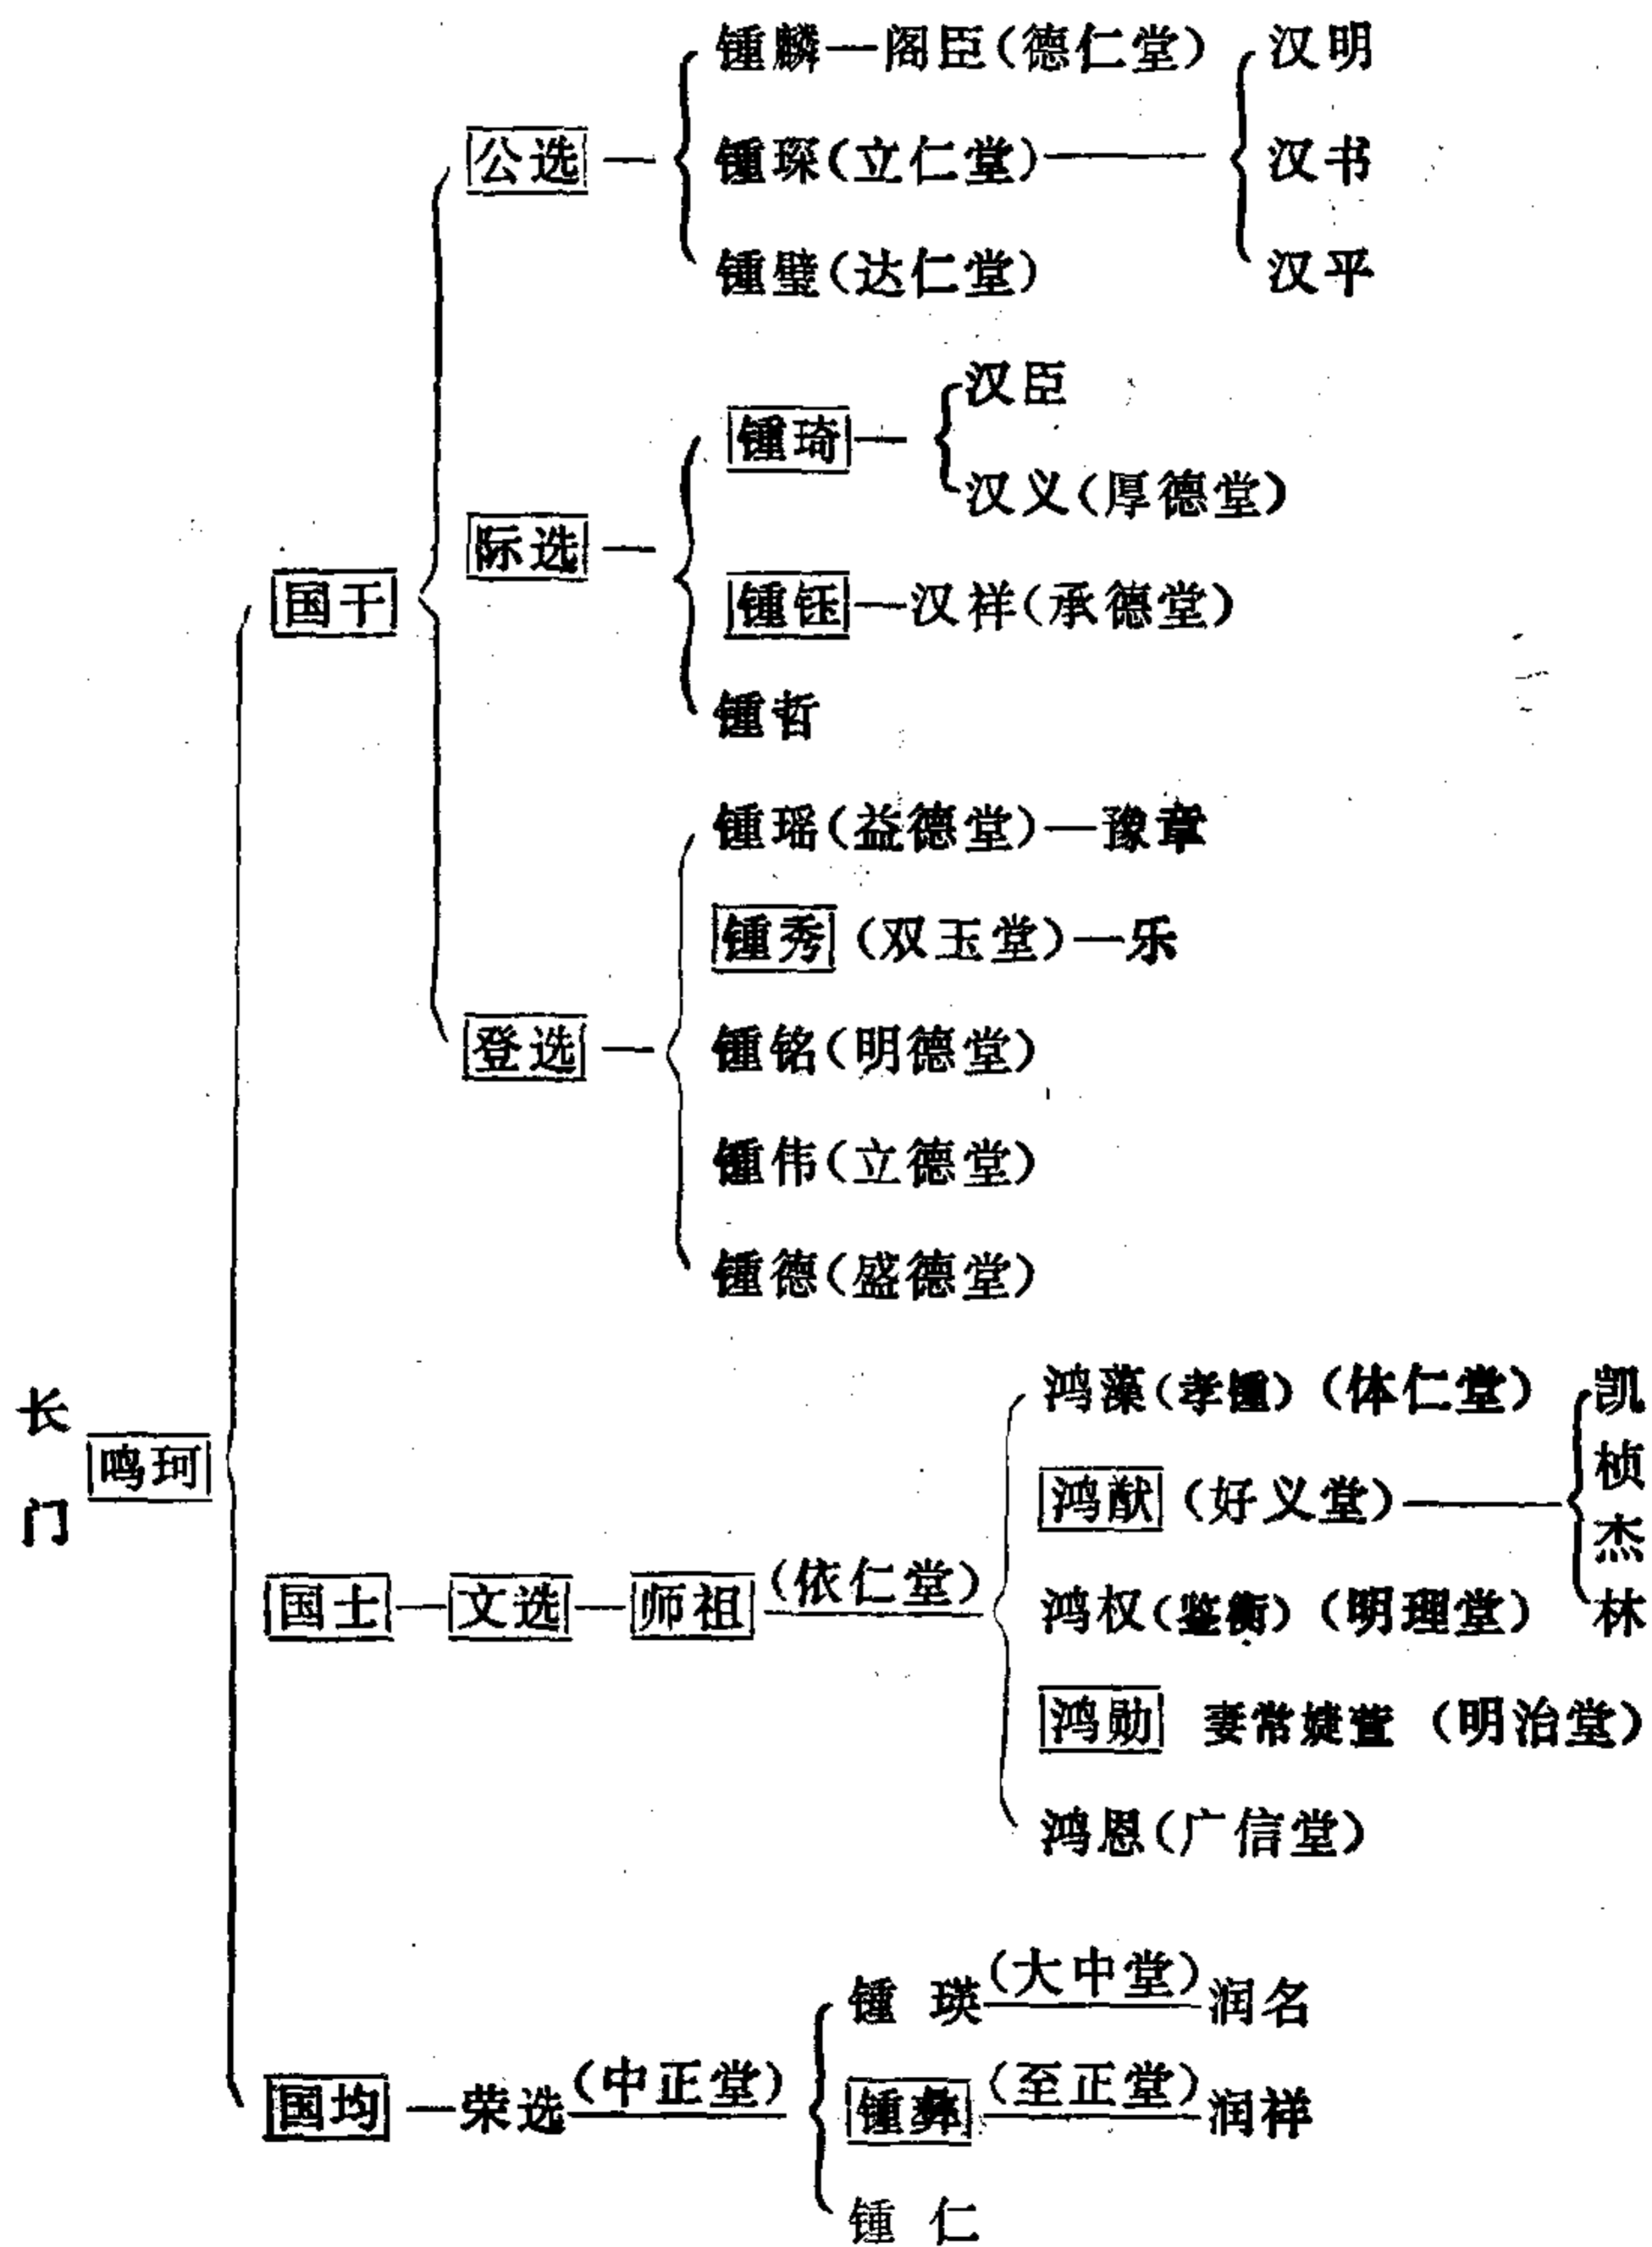 锺麟—阁臣(德仁堂)
汉明
公选
锺琛(立仁堂)
汉书
锺璧(达仁堂)
汉平
汉臣
锺琦
汉义(厚德堂)
际选
国干
锺钰—汉祥(承德堂)
锺哲
锺瑶(益德堂)—豫章
锺秀(双玉堂)—乐
登选
锺铭(明德堂)
锺伟(立德堂)
锺德(盛德堂)
长门
鸣珂
鸿藻(孝锺)(体仁堂)
凯
桢
鸿猷(好义堂)
杰
国士—文选—师祖(依仁堂)
鸿权(鉴衡)(明理堂)
林
鸿勋 妻常婕萱(明治堂)
鸿恩(广信堂)
锺瑛(大中堂)润名
国均—荣选(中正堂)
锺彝(至正堂)润祥
锺仁